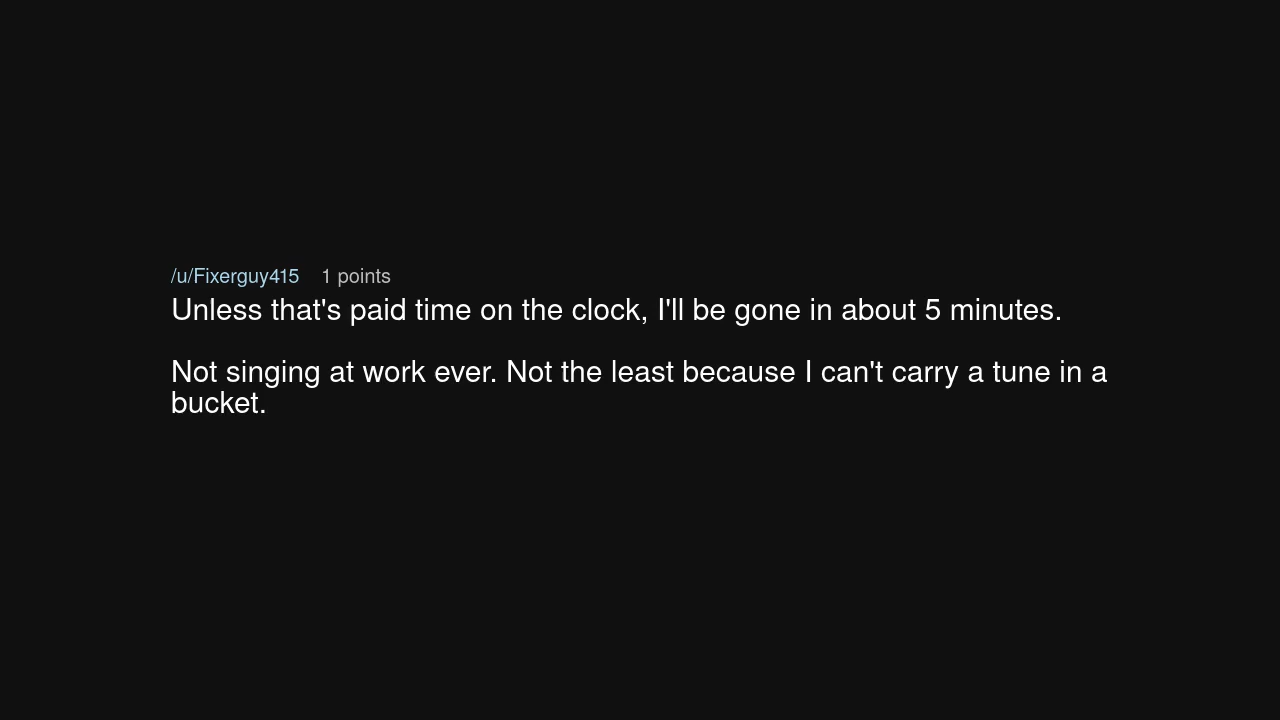 /u/Fixerguy415 1 points
Unless that's paid time on the clock, I'll be gone in about 5 minutes.
Not singing at work ever. Not the least because I can't carry a tune in a
bucket.